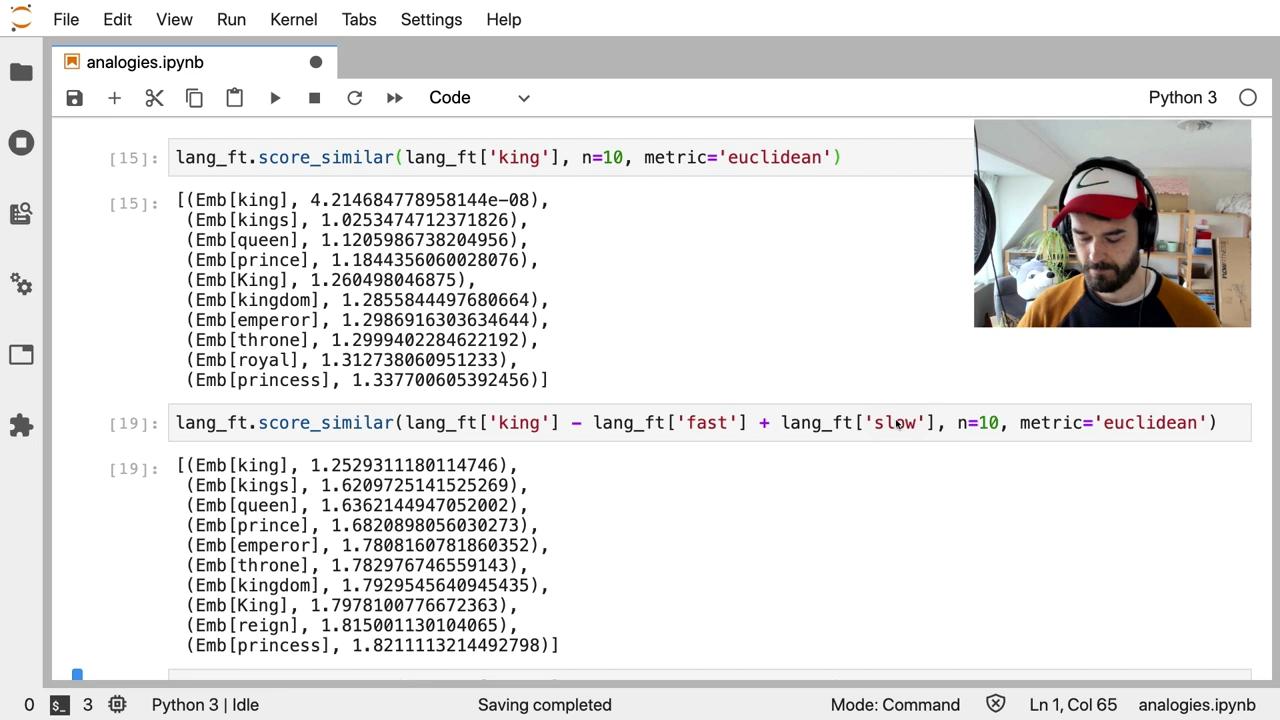 File Edit View Run Kernel Tabs Settings Help
analogies.ipynb
Code
Python 3
[15]: lang_ft.score_similar(lang_ft['king'], n=10, metric='euclidean')
[15]: [(Emb[king], 4.214684778958144e-08),
(Emb[kings], 1.0253474712371826),
(Emb[queen], 1.1205986738204956),
(Emb[prince], 1.1844356060028076),
(Emb[King], 1.260498046875),
(Emb[kingdom], 1.2855844497680664),
(Emb[emperor], 1.2986916303634644),
(Emb[throne], 1.2999402284622192),
(Emb[royal], 1.312738060951233),
(Emb[princess], 1.337700605392456)]
[19]: lang_ft.score_similar(lang_ft['king'] - lang_ft['fast'] + lang_ft['slow'], n=10, metric='euclidean')
[19]: [(Emb[king], 1.2529311180114746),
(Emb[kings], 1.6209725141525269),
(Emb[queen], 1.6362144947052002),
(Emb[prince], 1.6820898056030273),
(Emb[emperor], 1.7808160781860352),
(Emb[throne], 1.782976746559143),
(Emb[kingdom], 1.7929545640945435),
(Emb[King], 1.7978100776672363),
(Emb[reign], 1.815001130104065),
(Emb[princess], 1.8211113214492798)]
0 $_ 3 Python 3 | Idle Saving completed Mode: Command Ln 1, Col 65 analogies.ipynb